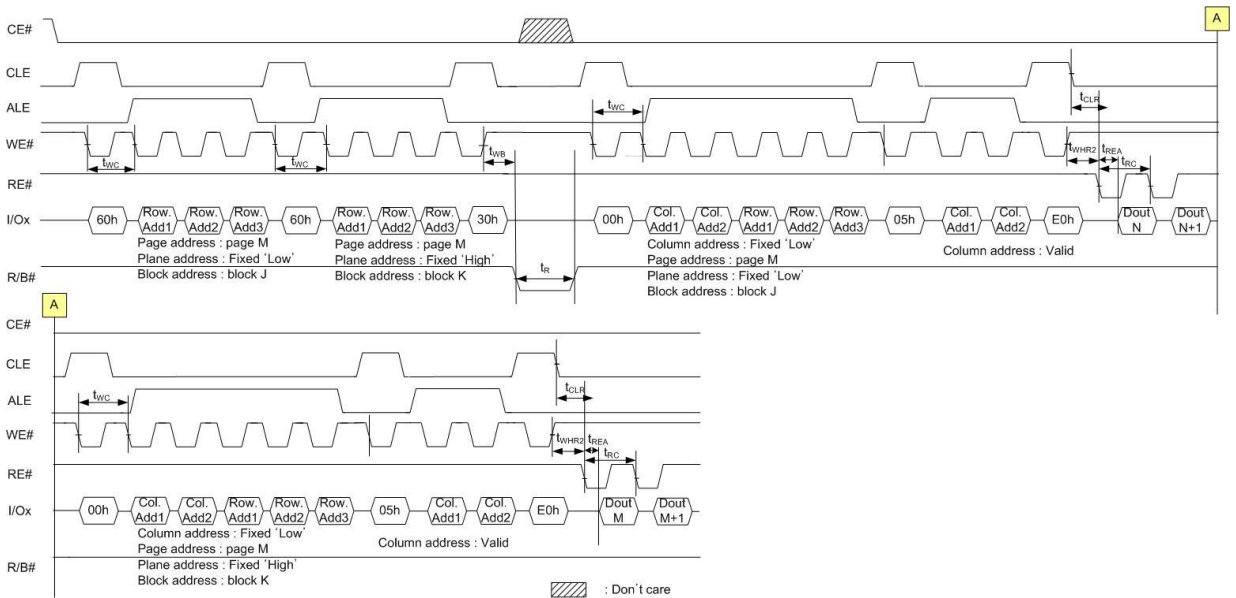 A
CE#
CLE
tCLR
ALE
tWC
WE#
tWC
tWC
tWB
tWHR2
tREA
tRC
RE#
I/Ox
60h
Row. Add1
Row. Add2
Row. Add3
60h
Row. Add1
Row. Add2
Row. Add3
30h
00h
Col. Add1
Col. Add2
Row. Add1
Row. Add2
Row. Add3
05h
Col. Add1
Col. Add2
E0h
Dout N
Dout N+1
Page address : page M
Plane address : Fixed 'Low'
Block address : block J
Page address : page M
Plane address : Fixed 'High'
Block address : block K
Column address : Fixed 'Low'
Page address : page M
Plane address : Fixed 'Low'
Block address : block J
Column address : Valid
R/B#
tR
A
CE#
CLE
tCLR
ALE
tWC
WE#
tWHR2
tREA
tRC
RE#
I/Ox
00h
Col. Add1
Col. Add2
Row. Add1
Row. Add2
Row. Add3
05h
Col. Add1
Col. Add2
E0h
Dout M
Dout M+1
Column address : Fixed 'Low'
Page address : page M
Plane address : Fixed 'High'
Block address : block K
Column address : Valid
R/B#
: Don't care